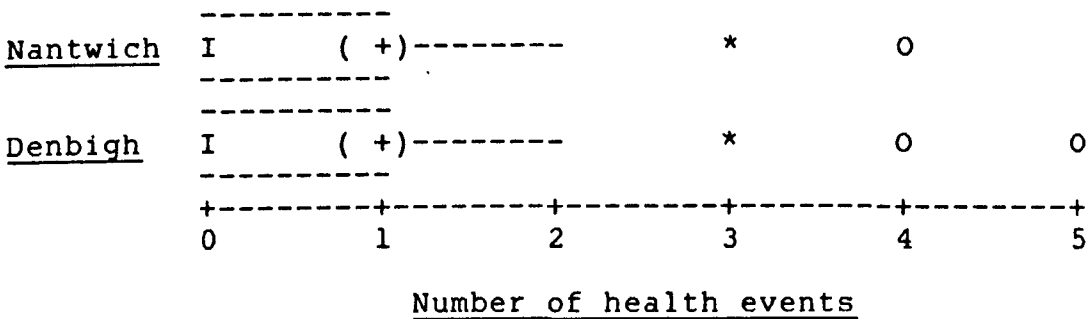 ----------
Nantwich I ( +)--------- * O
----------
----------
Denbigh I ( +)--------- * O O
----------
+---------+---------+---------+---------+---------+
0 1 2 3 4 5
Number of health events